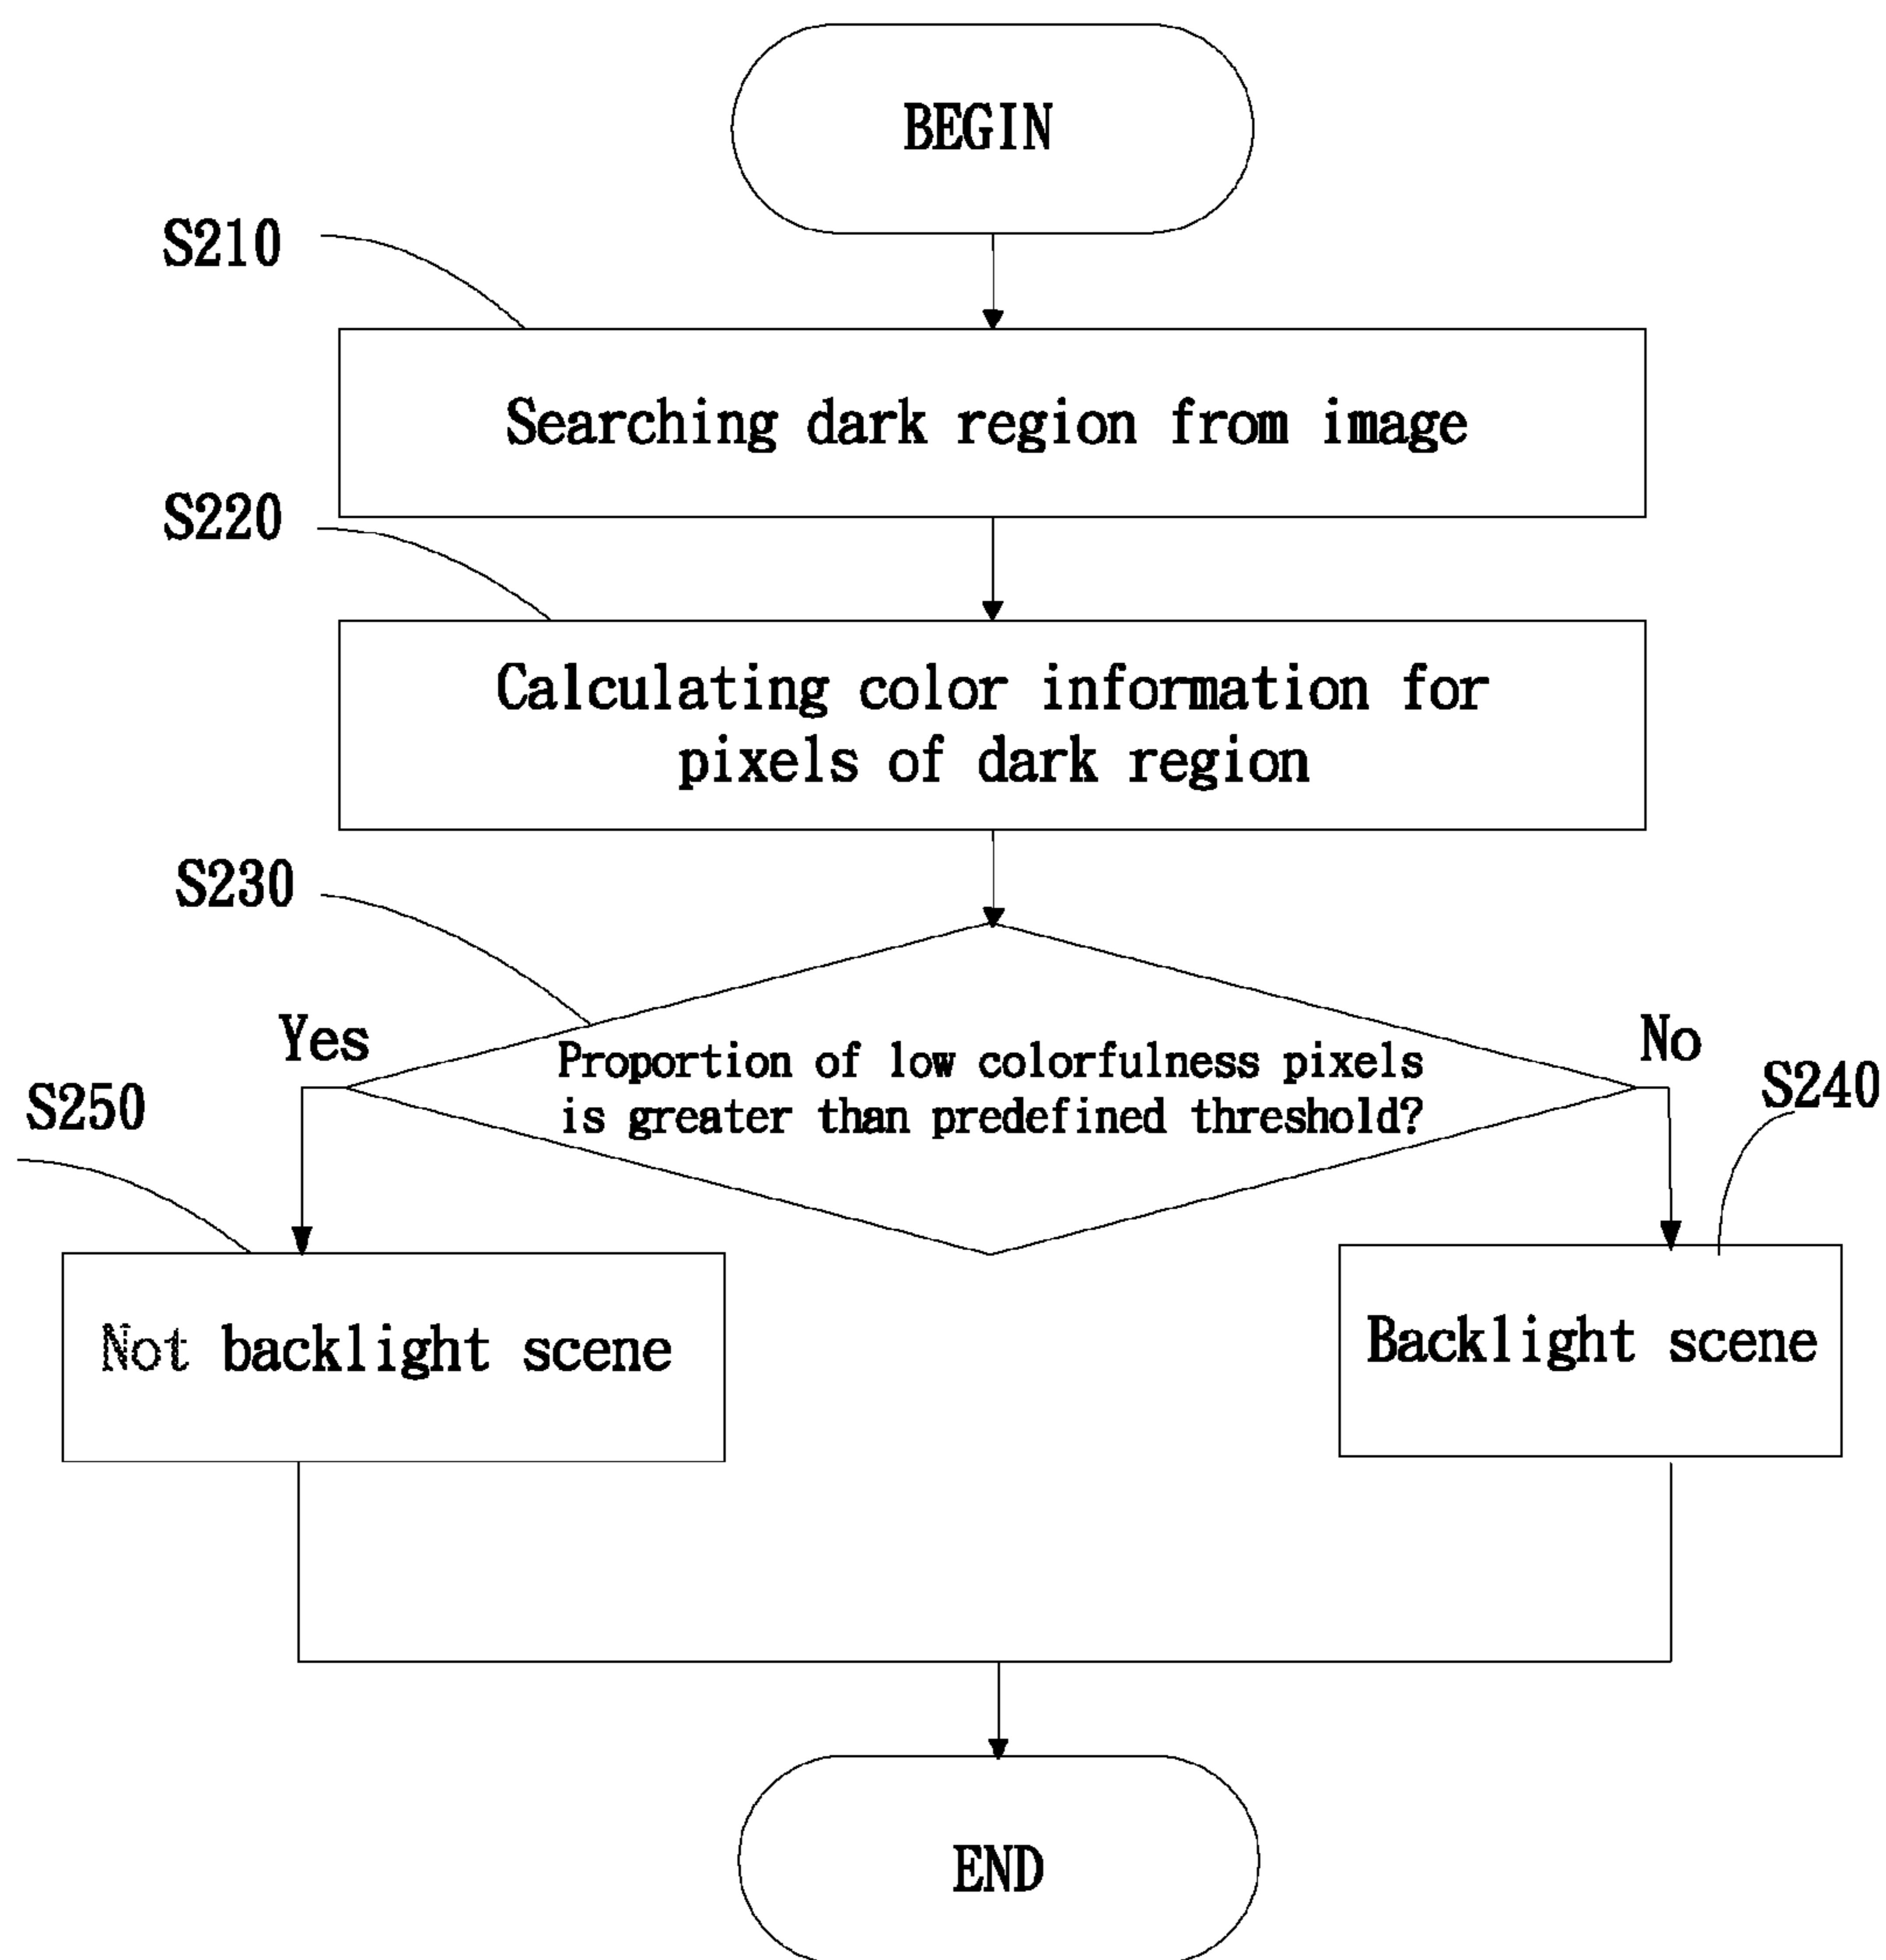 BEGIN
S210
Searching dark region from image
S220
Calculating color information for
pixels of dark region
S230
Yes
No
Proportion of low colorfulness pixels
is greater than predefined threshold?
S250
S240
Not backlight scene
Backlight scene
END